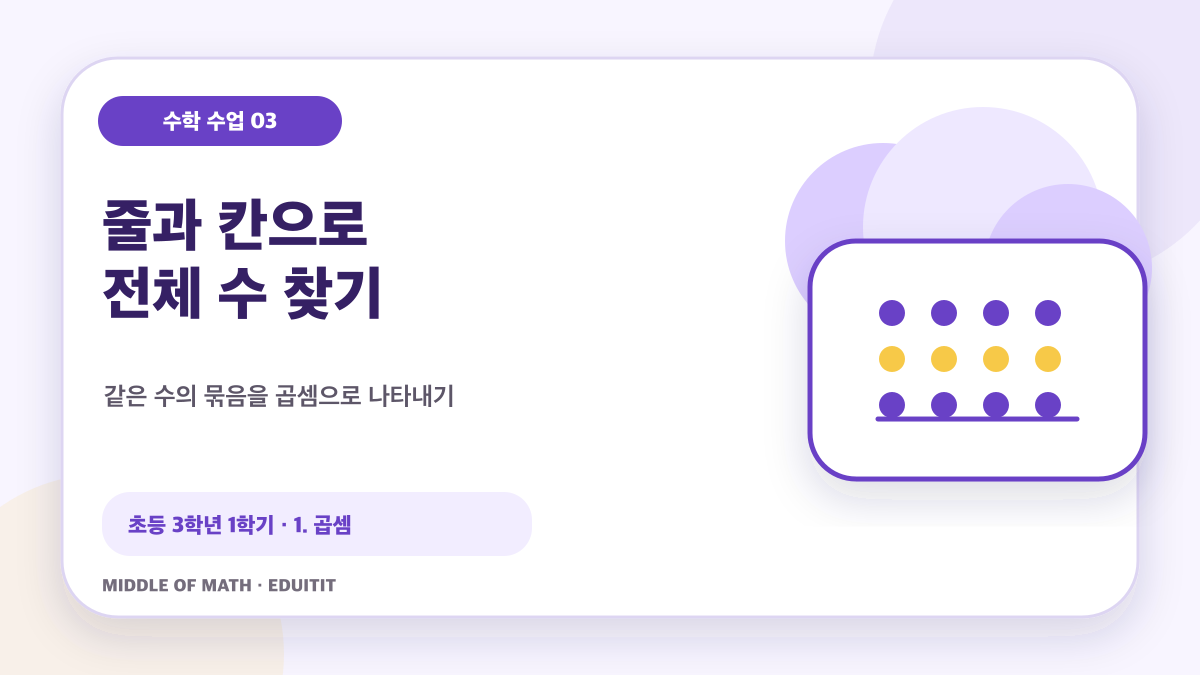 수학 수업 03
줄과 칸으로
전체 수 찾기
같은 수의 묶음을 곱셈으로 나타내기
초등 3학년 1학기 · 1. 곱셈
MIDDLE OF MATH · EDUITIT